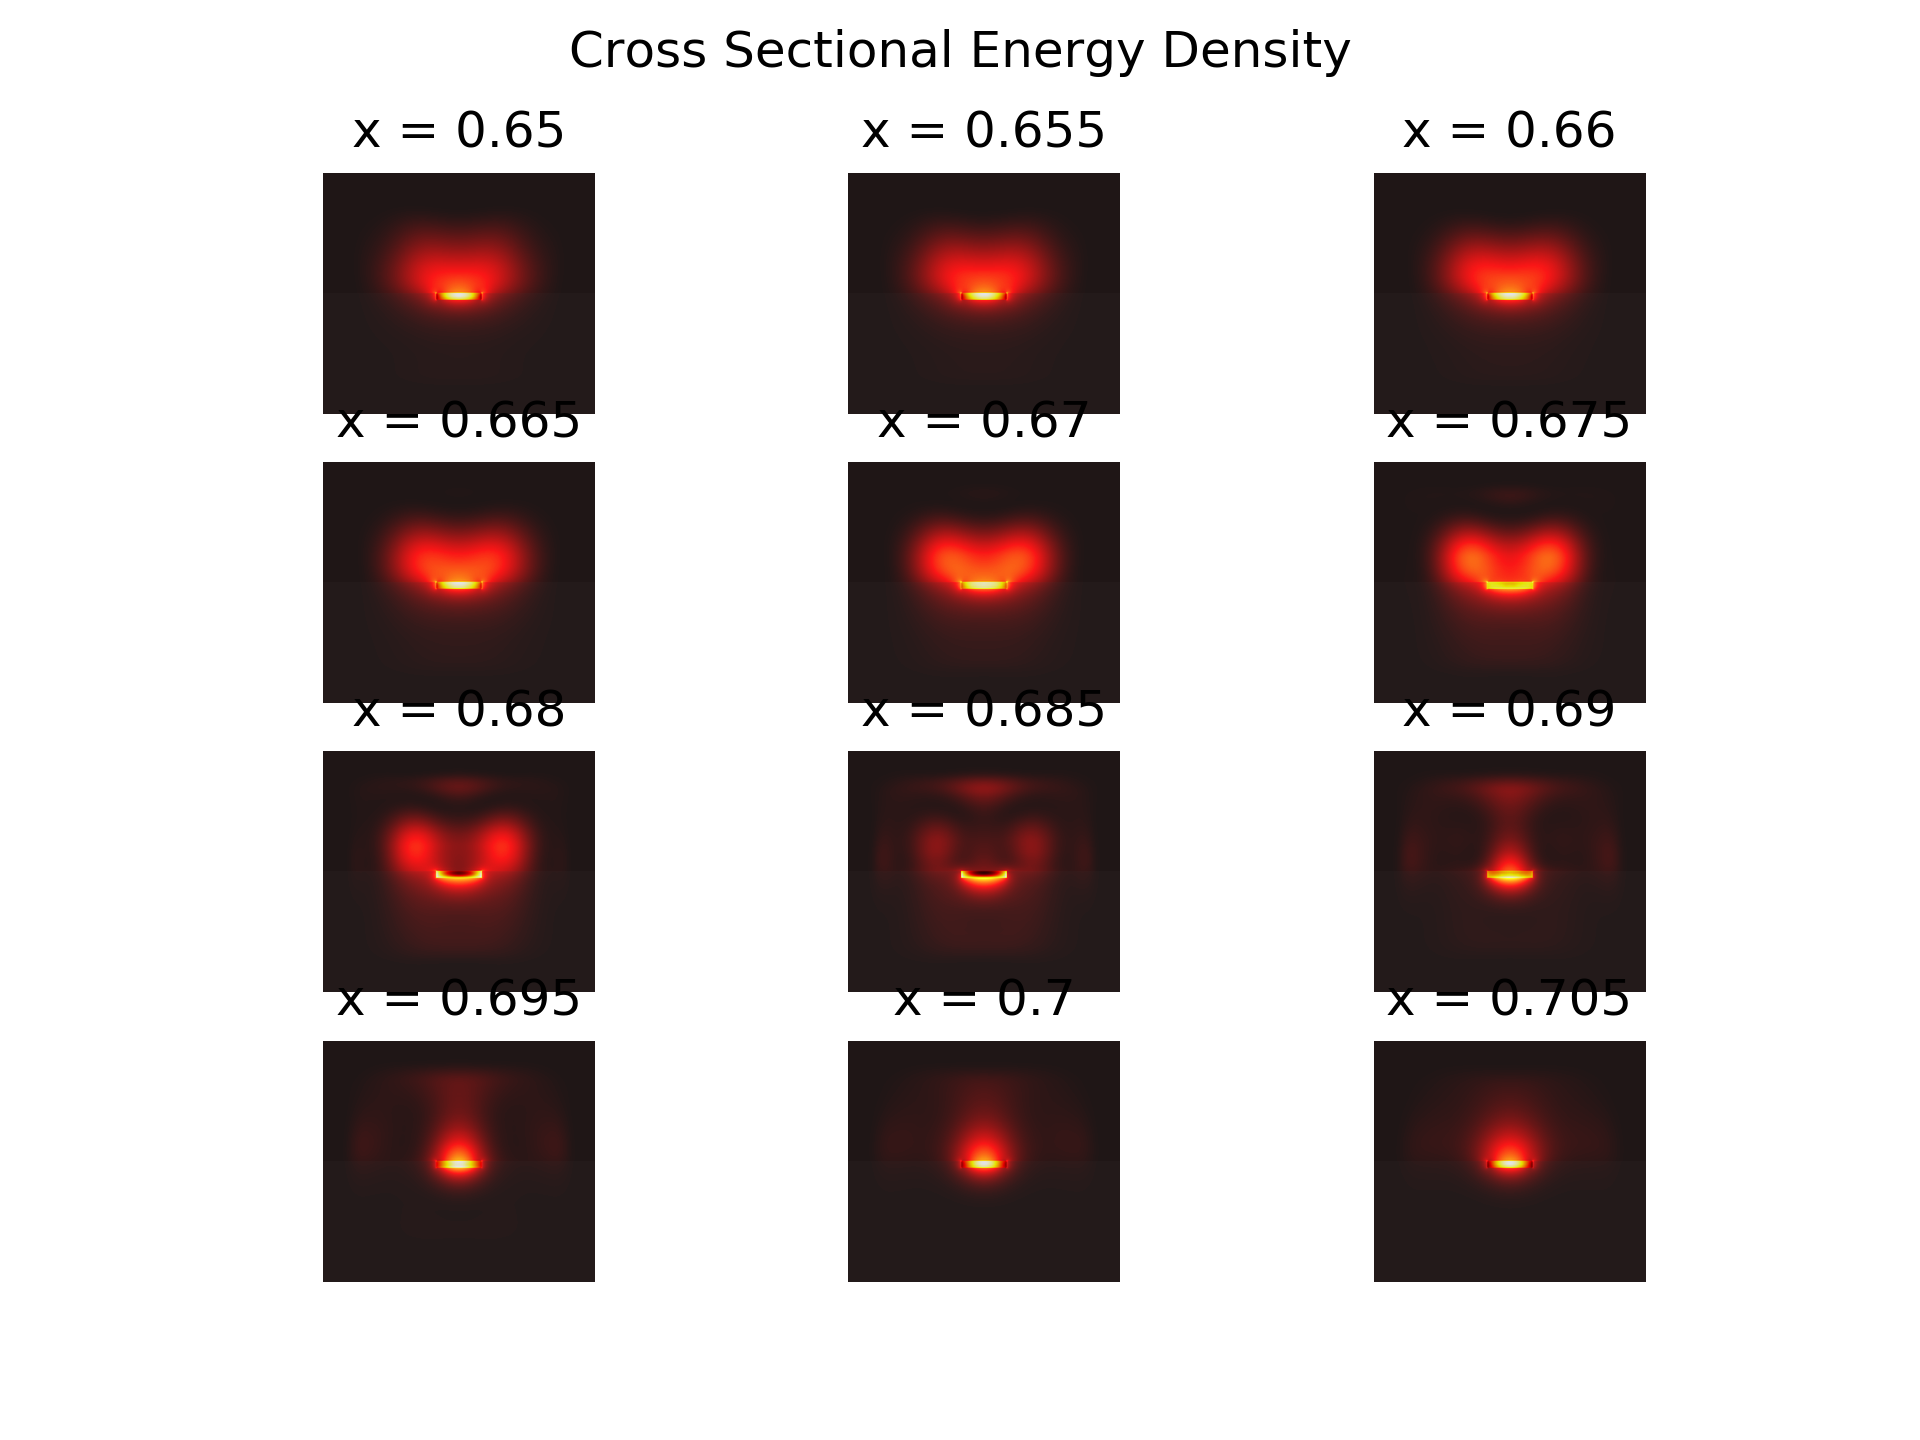 Cross Sectional Energy Density
x = 0.65 x = 0.655 x = 0.66
x = 0.665 x = 0.67 x = 0.675
x = 0.68 x = 0.685 x = 0.69
x = 0.695 x = 0.7 x = 0.705